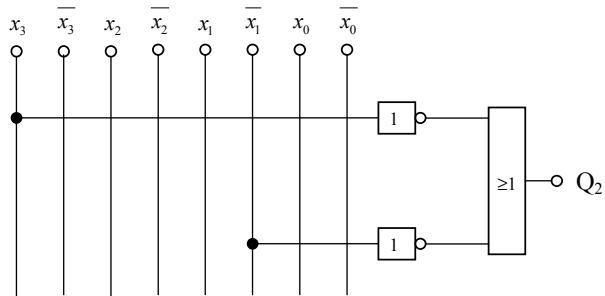 x₃ x̅₃ x₂ x̅₂ x₁ x̅₁ x₀ x̅₀
1
≥1 Q₂
1